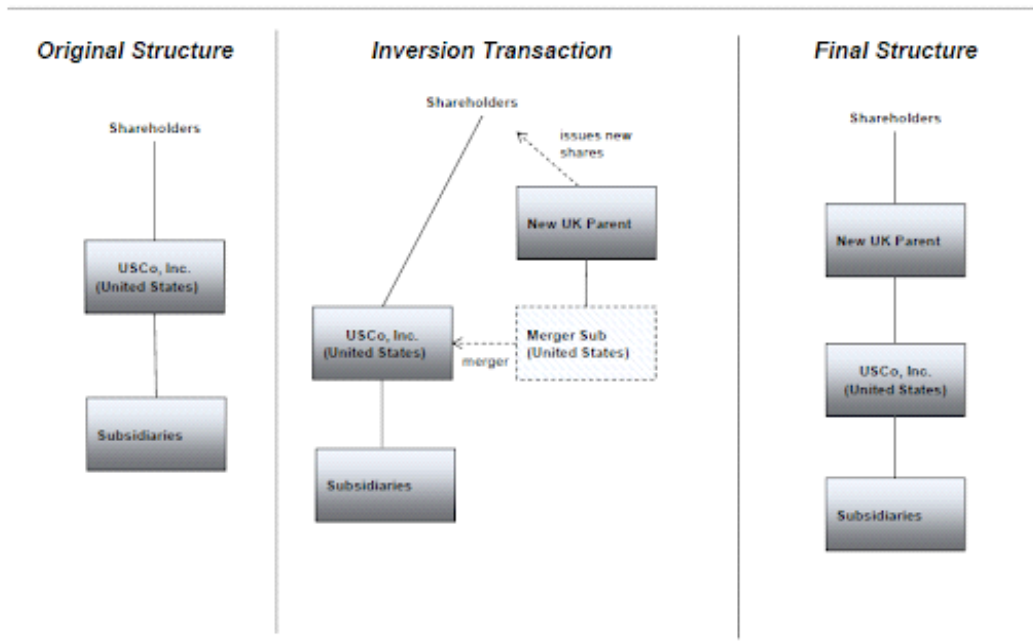 Original Structure
Shareholders
USCo, Inc.
(United States)
Subsidiaries
Inversion Transaction
Shareholders
issues new
shares
New UK Parent
USCo, Inc.
(United States)
merger
Merger Sub
(United States)
Subsidiaries
Final Structure
Shareholders
New UK Parent
USCo, Inc.
(United States)
Subsidiaries